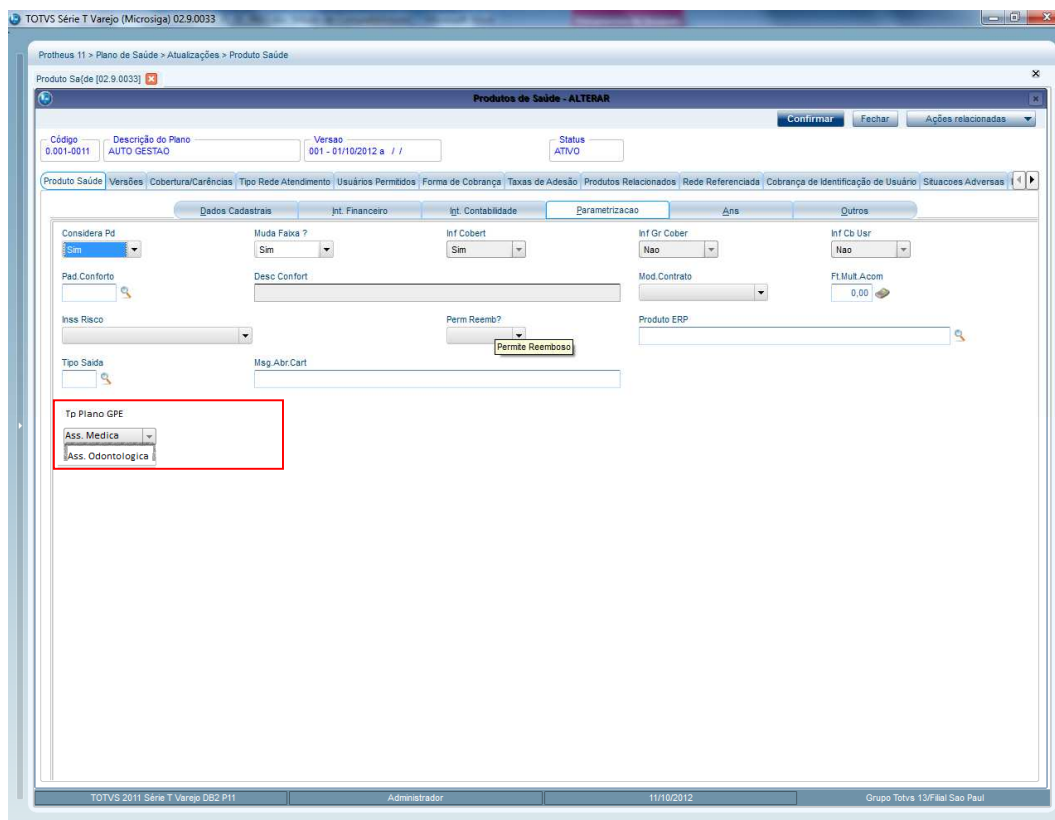 TOTVS Série T Varejo (Microsiga) 02.9.0033
Protheus 11 > Plano de Saúde > Atualizações > Produto Saúde
Produto Sa(de [02.9.0033]
Produtos de Saúde - ALTERAR
Confirmar Fechar Ações relacionadas
Código Descrição do Plano Versao Status
0.001-0011 AUTO GESTAO 001 - 01/10/2012 a / / ATIVO
Produto Saúde Versões Cobertura/Carências Tipo Rede Atendimento Usuários Permitidos Forma de Cobrança Taxas de Adesão Produtos Relacionados Rede Referenciada Cobrança de Identificação de Usuário Situacoes Adversas
Dados Cadastrais Int. Financeiro Int. Contabilidade Parametrizacao Ans Outros
Considera Pd Muda Faixa ? Inf Cobert Inf Gr Cober Inf Cb Usr
Sim Sim Sim Nao Nao
Pad.Conforto Desc Confort Mod.Contrato Ft.Mult.Acom
0,00
Inss Risco Perm Reemb? Produto ERP
Permite Reemboso
Tipo Saida Msg.Abr.Cart
Tp Plano GPE
Ass. Medica
Ass. Odontologica
TOTVS 2011 Série T Varejo DB2 P11 Administrador 11/10/2012 Grupo Totvs 13/Filial Sao Paul